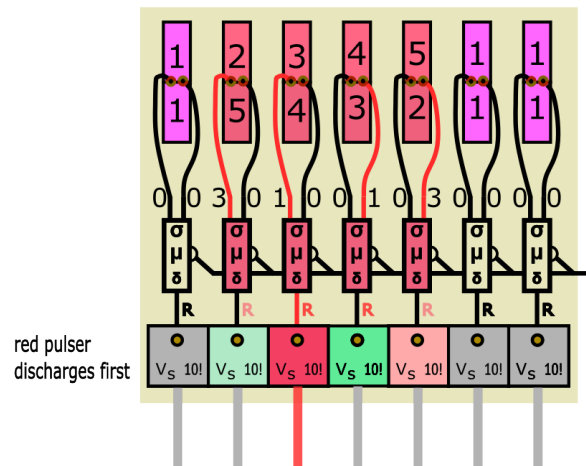 1 2 3 4 5 1 1
1 5 4 3 2 1 1
0 0 3 0 1 0 0 1 0 3 0 0 0 0
σ σ σ σ σ σ σ
μ μ μ μ μ μ μ
δ δ δ δ δ δ δ
R R R R R R R
red pulser
discharges first
Vs 10! Vs 10! Vs 10! Vs 10! Vs 10! Vs 10! Vs 10!